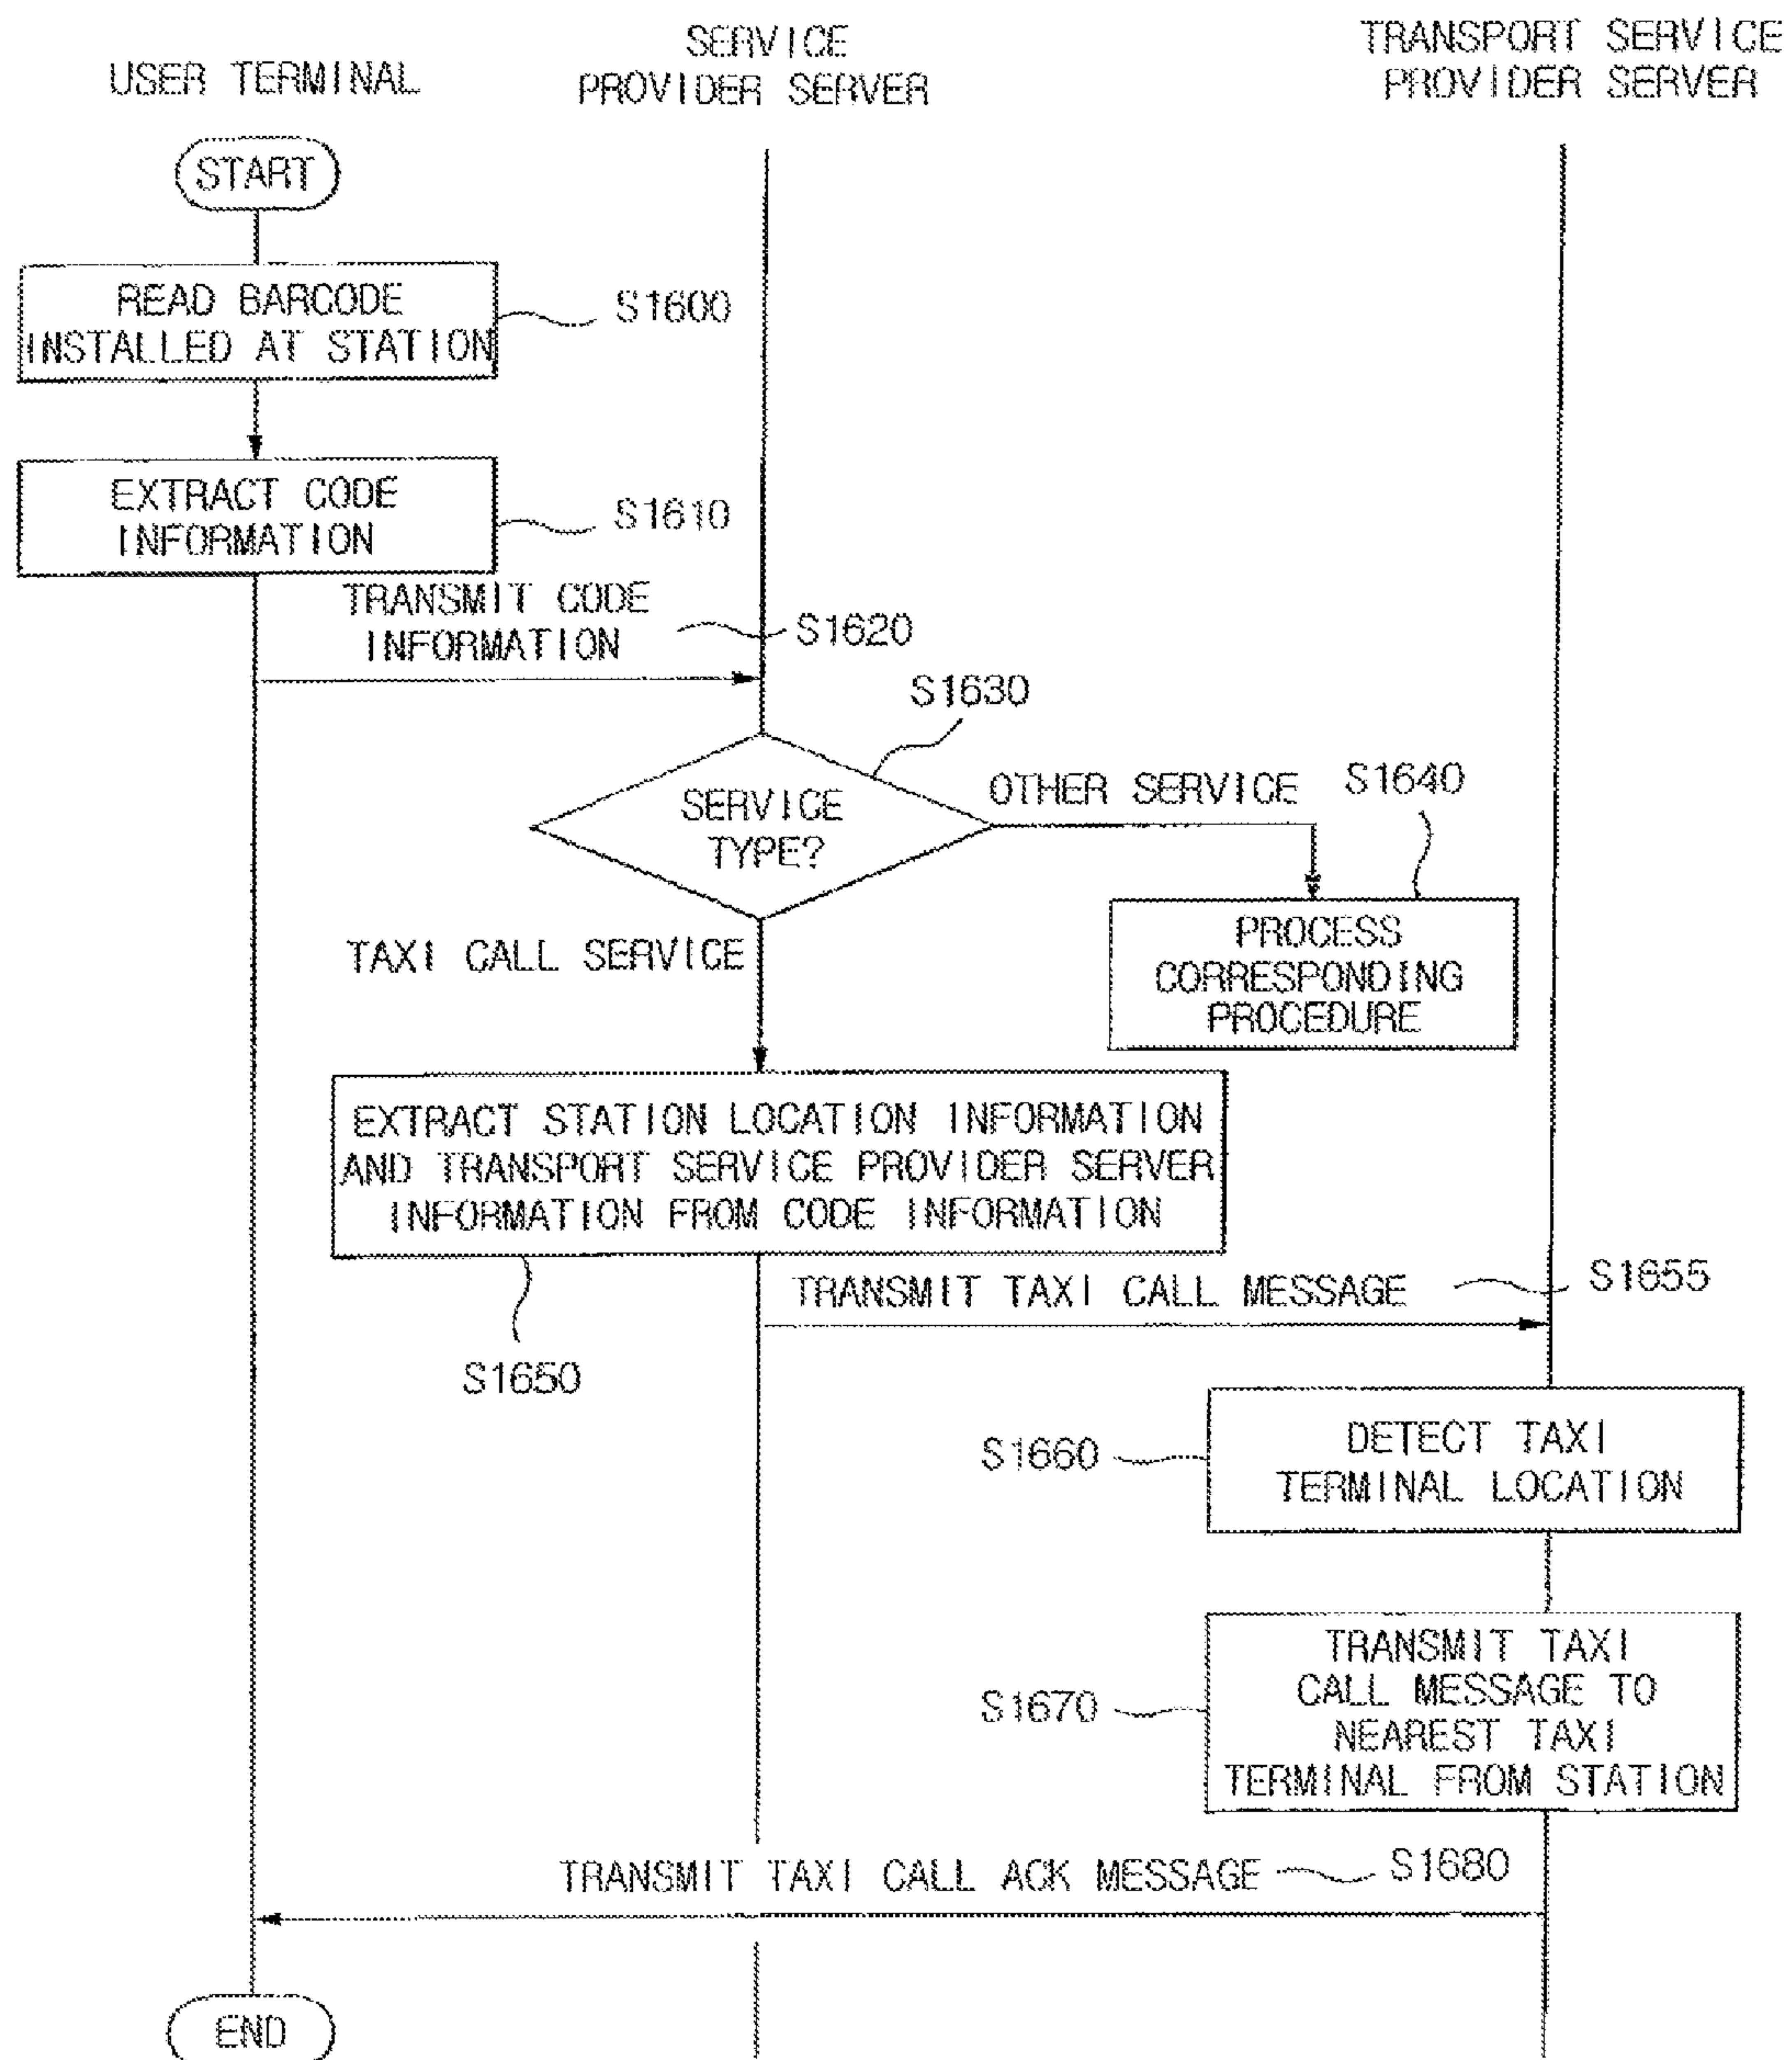 USER TERMINAL
SERVICE
PROVIDER SERVER
TRANSPORT SERVICE
PROVIDER SERVER
START
READ BARCODE
INSTALLED AT STATION
S1600
EXTRACT CODE
INFORMATION
S1610
TRANSMIT CODE
INFORMATION
S1620
S1630
SERVICE
TYPE?
OTHER SERVICE
S1640
PROCESS
CORRESPONDING
PROCEDURE
TAXI CALL SERVICE
EXTRACT STATION LOCATION INFORMATION
AND TRANSPORT SERVICE PROVIDER SERVER
INFORMATION FROM CODE INFORMATION
S1650
TRANSMIT TAXI CALL MESSAGE
S1655
S1660
DETECT TAXI
TERMINAL LOCATION
S1670
TRANSMIT TAXI
CALL MESSAGE TO
NEAREST TAXI
TERMINAL FROM STATION
TRANSMIT TAXI CALL ACK MESSAGE
S1680
END